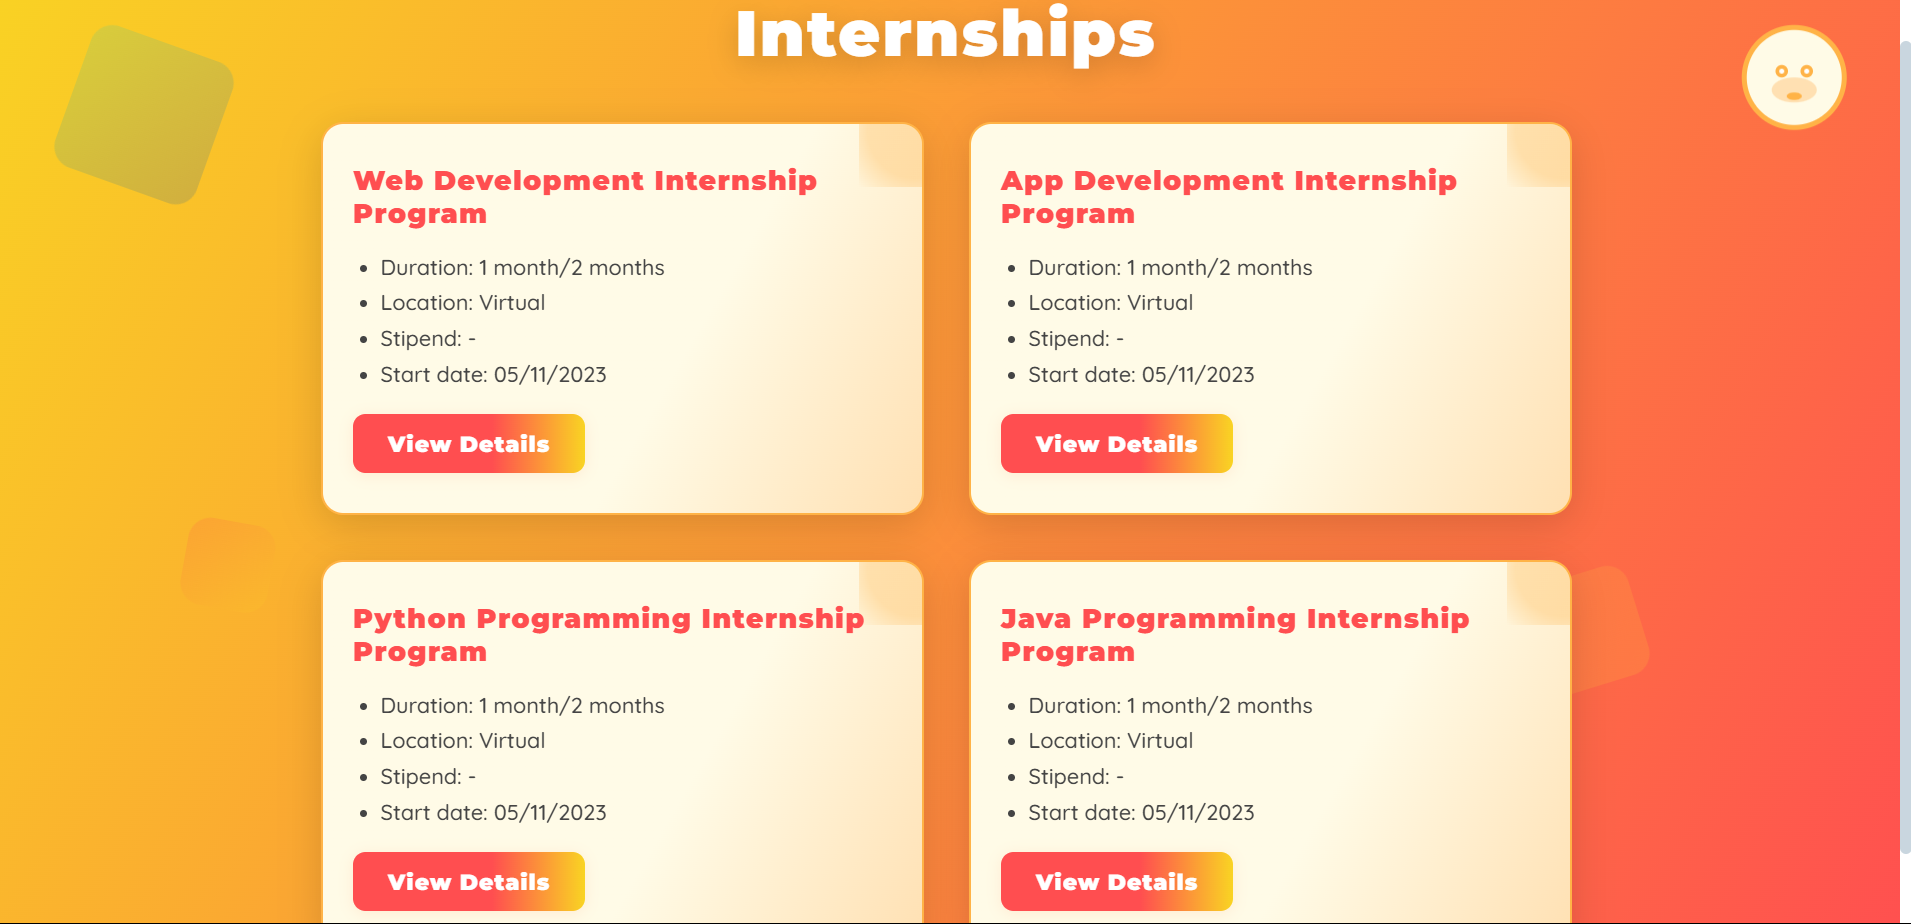 Internships
Web Development Internship
Program
Duration: 1 month/2 months
Location: Virtual
Stipend: -
Start date: 05/11/2023
View Details
App Development Internship
Program
Duration: 1 month/2 months
Location: Virtual
Stipend: -
Start date: 05/11/2023
View Details
Python Programming Internship
Program
Duration: 1 month/2 months
Location: Virtual
Stipend: -
Start date: 05/11/2023
View Details
Java Programming Internship
Program
Duration: 1 month/2 months
Location: Virtual
Stipend: -
Start date: 05/11/2023
View Details